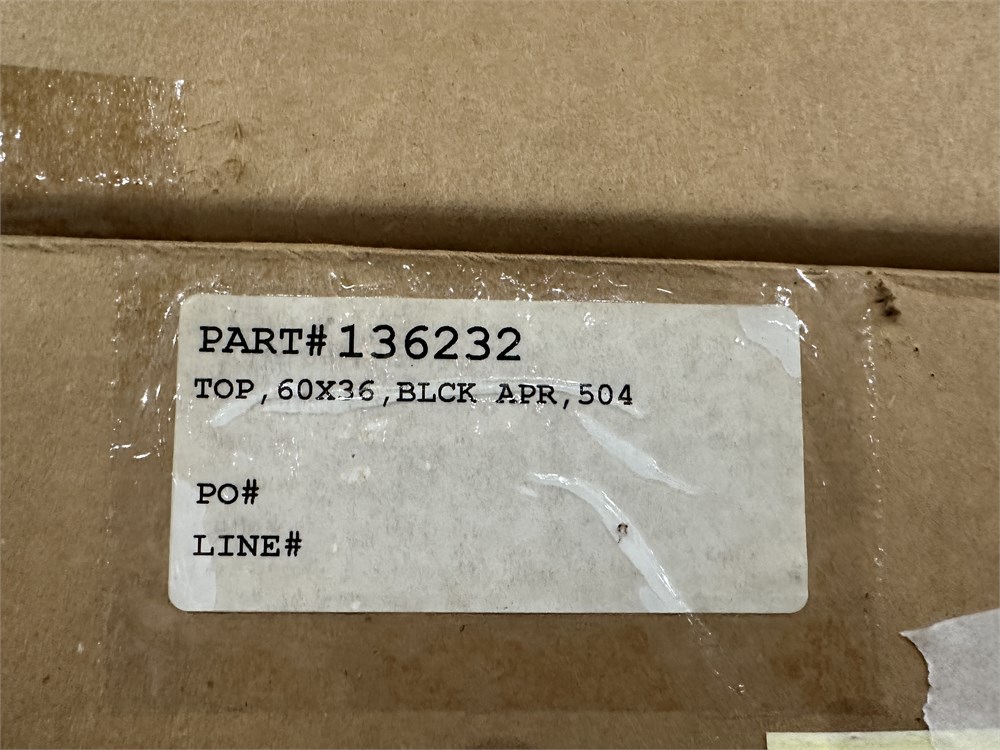 PART# 136232
TOP,60X36,BLCK APR,504
PO#
LINE#